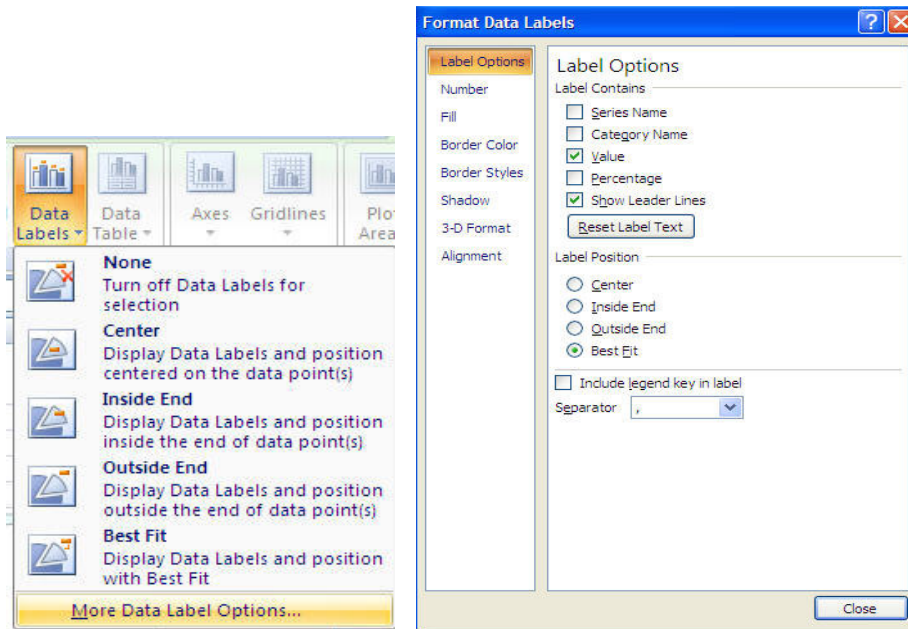 Data Labels
Data Table
Axes
Gridlines
None
Turn off Data Labels for
selection
Center
Display Data Labels and position
centered on the data point(s)
Inside End
Display Data Labels and position
inside the end of data point(s)
Outside End
Display Data Labels and position
outside the end of data point(s)
Best Fit
Display Data Labels and position
with Best Fit
More Data Label Options...
Format Data Labels
Label Options
Number
Fill
Border Color
Border Styles
Shadow
3-D Format
Alignment
Label Options
Label Contains
Series Name
Category Name
Value
Percentage
Show Leader Lines
Reset Label Text
Label Position
Center
Inside End
Outside End
Best Fit
Include legend key in label
Separator ,
Close